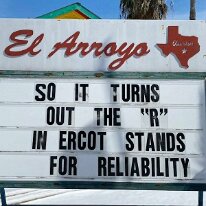 El Arroyo
SO IT TURNS
OUT THE "R"
IN ERCOT STANDS
FOR RELIABILITY